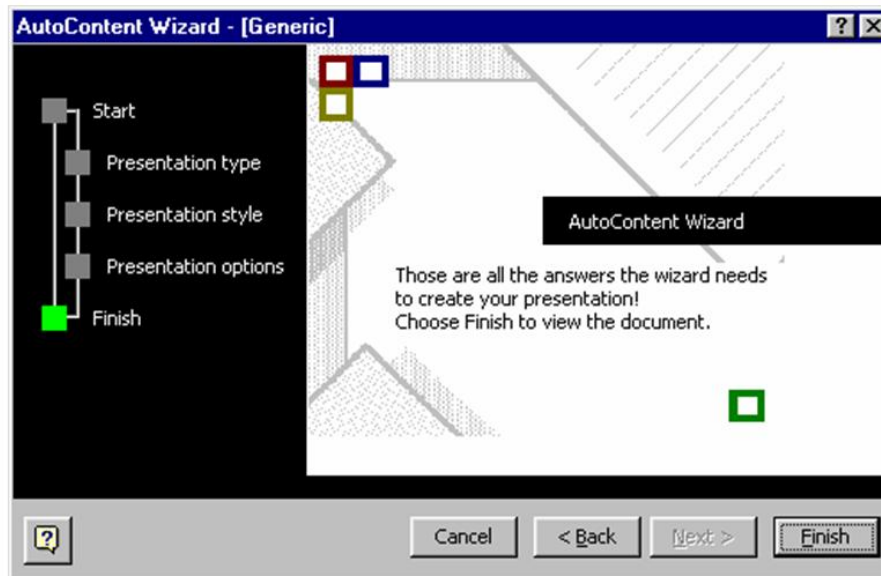 AutoContent Wizard - [Generic]
Start
Presentation type
Presentation style
Presentation options
Finish
AutoContent Wizard
Those are all the answers the wizard needs
to create your presentation!
Choose Finish to view the document.
Cancel
< Back
Next >
Finish